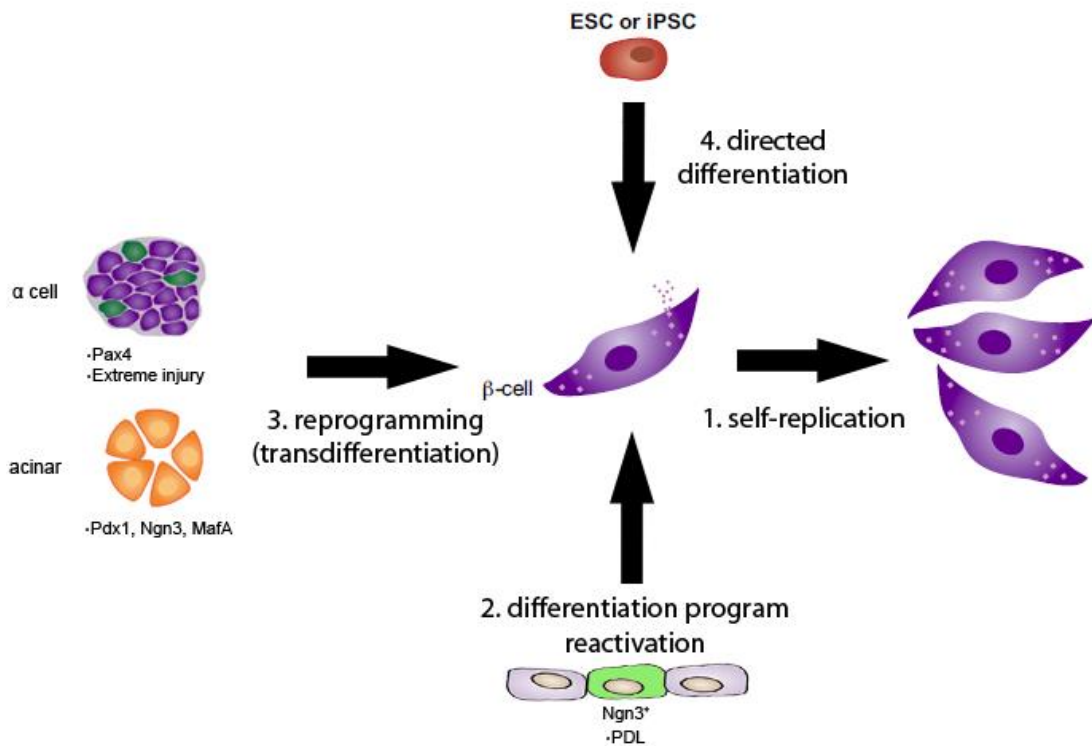 ESC or iPSC
4. directed
differentiation
α cell
·Pax4
·Extreme injury
β-cell
3. reprogramming
(transdifferentiation)
1. self-replication
acinar
·Pdx1, Ngn3, MafA
2. differentiation program
reactivation
Ngn3⁺
·PDL